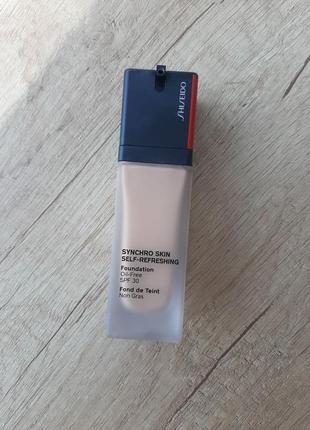 SHISEIDO
SYNCHRO SKIN
SELF-REFRESHING
Foundation
Oil-Free
SPF 30
Fond de Teint
Non Gras